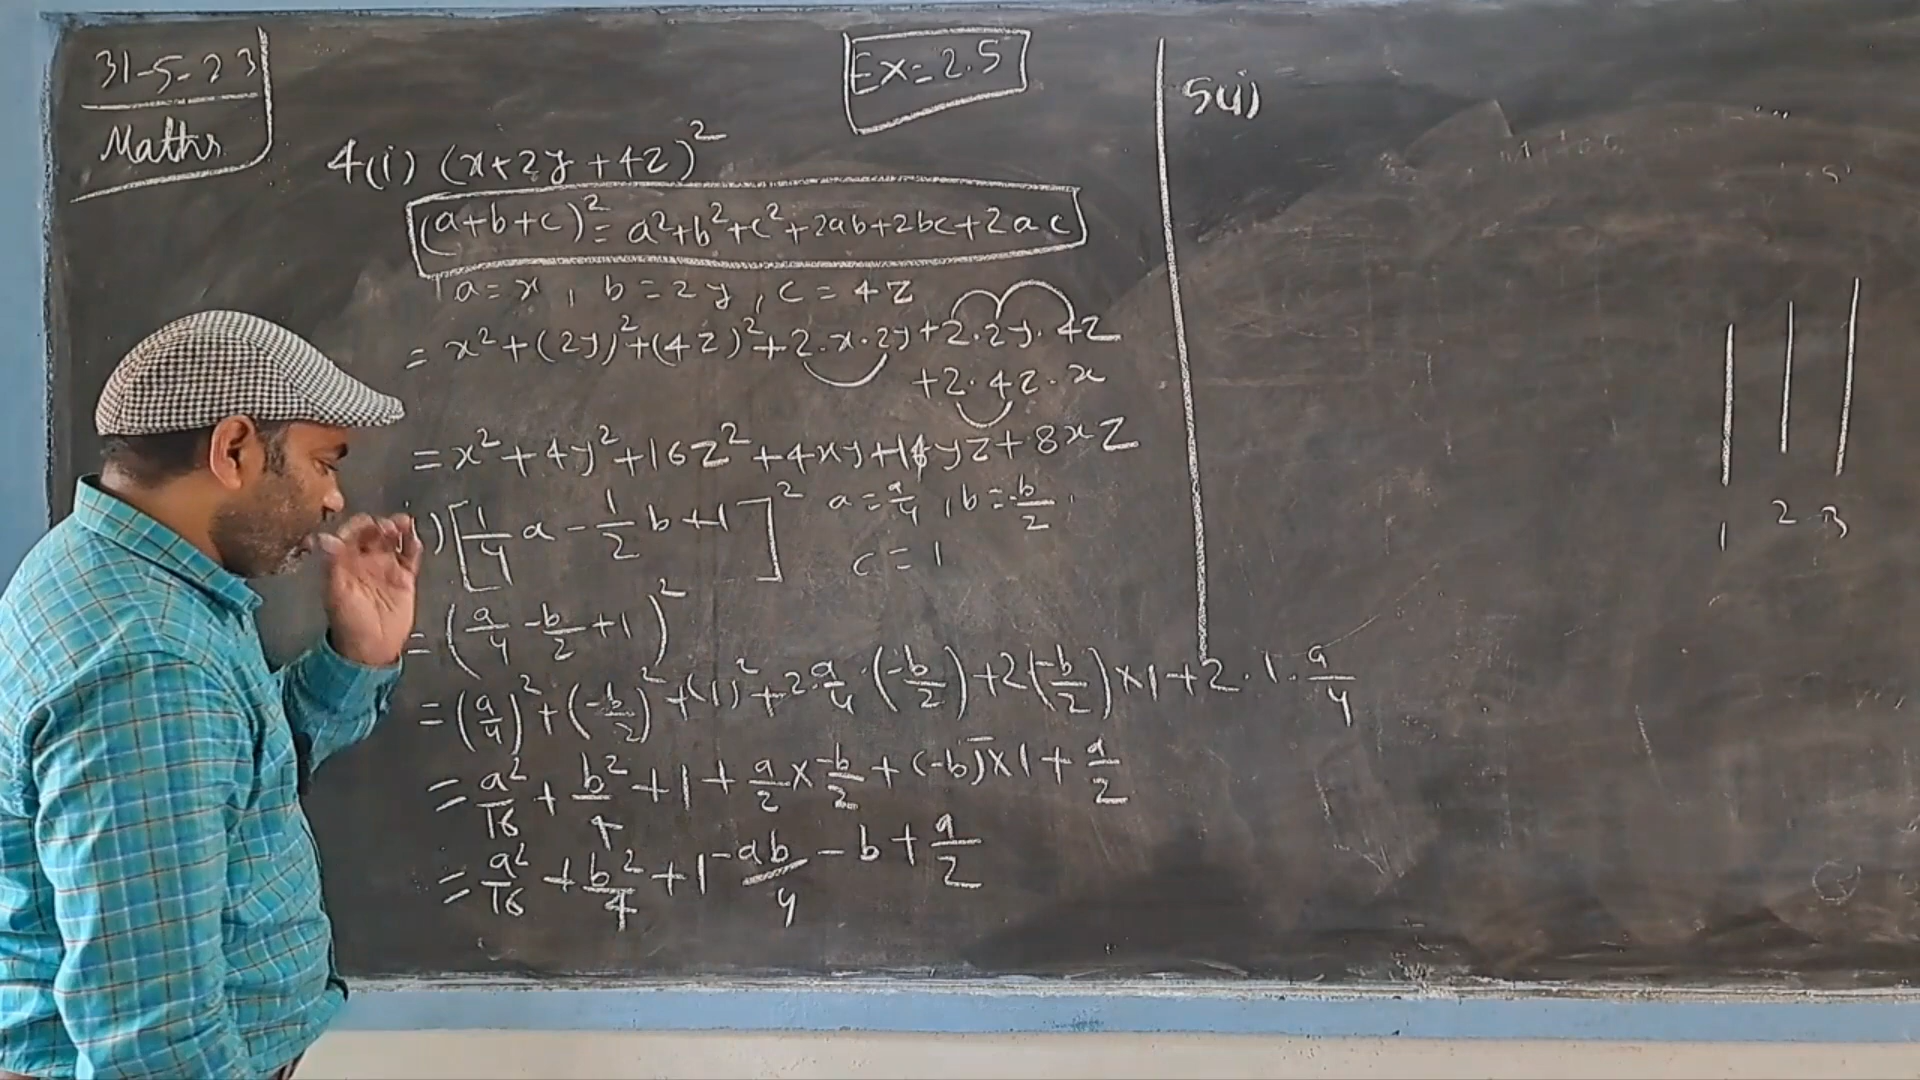 31-5-23
Maths
Ex=2.5
4(i) (x+2y+4z)²
(a+b+c)² = a²+b²+c²+2ab+2bc+2ac
a=x, b=2y, c=4z
= x²+(2y)²+(4z)²+2.x.2y+2.2y.4z
+2.4z.x
= x²+4y²+16z²+4xy+16yz+8xz
) [1/4 a - 1/2 b + 1]² a=a/4, b=-b/2,
c=1
= (a/4 - b/2 + 1)²
= (a/4)²+(-b/2)²+(1)²+2.a/4.(-b/2)+2(-b/2)×1+2.1.a/4
= a²/16 + b²/4 + 1 + a/2 × -b/2 + (-b)×1 + a/2
= a²/16 + b²/4 + 1 - ab/4 - b + a/2
5(i)
1 2 3